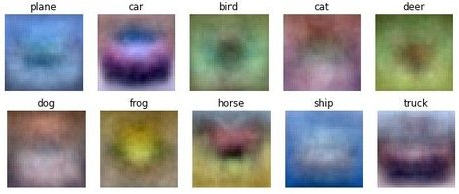 plane car bird cat deer
dog frog horse ship truck